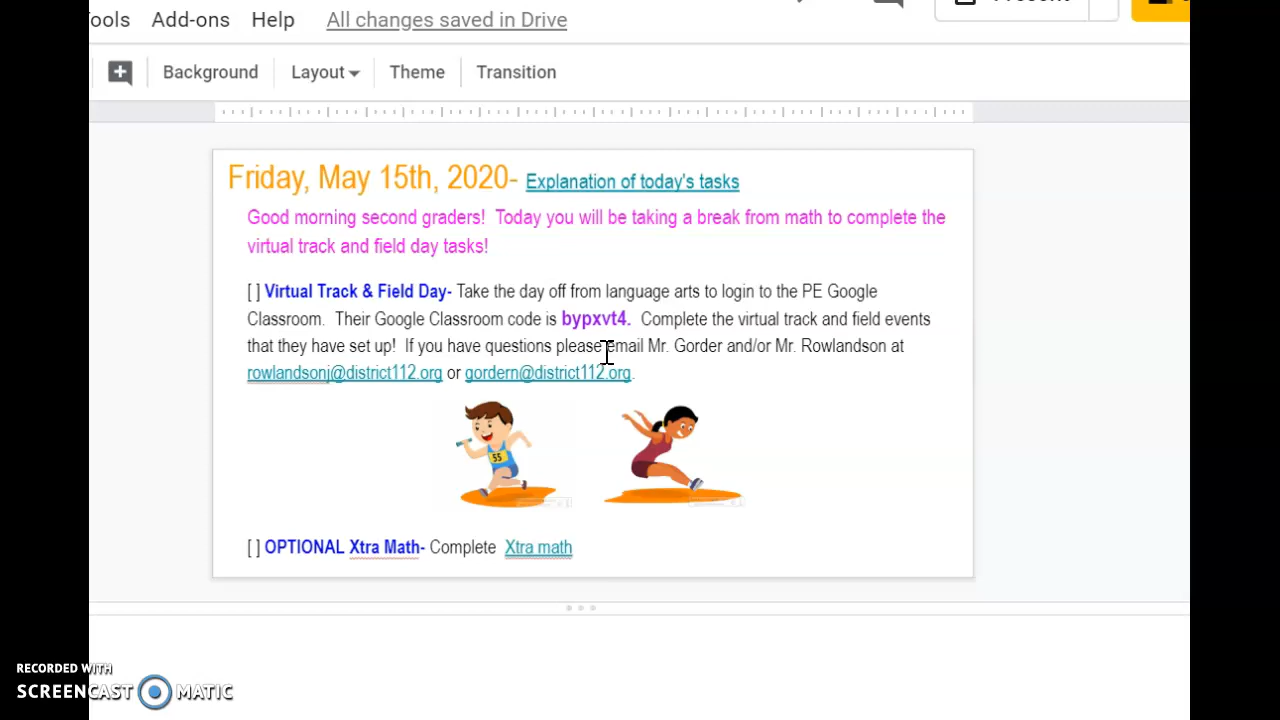 Tools Add-ons Help All changes saved in Drive
Background Layout Theme Transition
Friday, May 15th, 2020- Explanation of today's tasks
Good morning second graders! Today you will be taking a break from math to complete the
virtual track and field day tasks!
[ ] Virtual Track & Field Day- Take the day off from language arts to login to the PE Google
Classroom. Their Google Classroom code is bypxvt4. Complete the virtual track and field events
that they have set up! If you have questions please email Mr. Gorder and/or Mr. Rowlandson at
rowlandsonj@district112.org or gordern@district112.org.
55
[ ] OPTIONAL Xtra Math- Complete Xtra math
RECORDED WITH
SCREENCAST MATIC